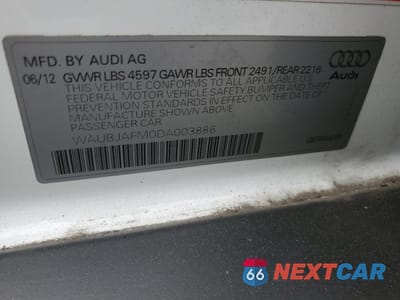 MFD. BY AUDI AG
06/12 GVWR LBS 4597 GAWR LBS FRONT 2491/REAR 2216
THIS VEHICLE CONFORMS TO ALL APPLICABLE U.S.
FEDERAL MOTOR VEHICLE SAFETY, BUMPER, AND THEFT
PREVENTION STANDARDS IN EFFECT ON THE
DATE OF MANUFACTURE SHOWN ABOVE
PASSENGER CAR
WAUBJAFM0DA003886
Audi
66 NEXTCAR